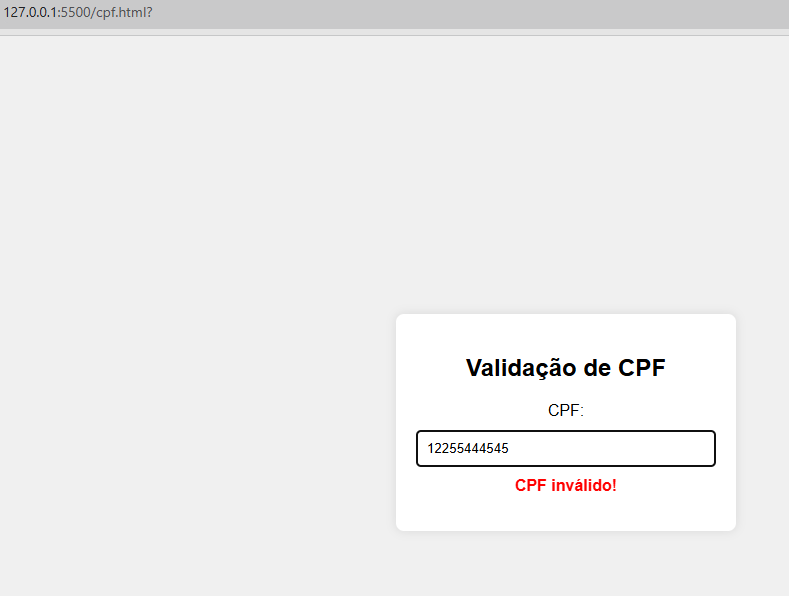 127.0.0.1:5500/cpf.html?
Validação de CPF
CPF:
12255444545
CPF inválido!